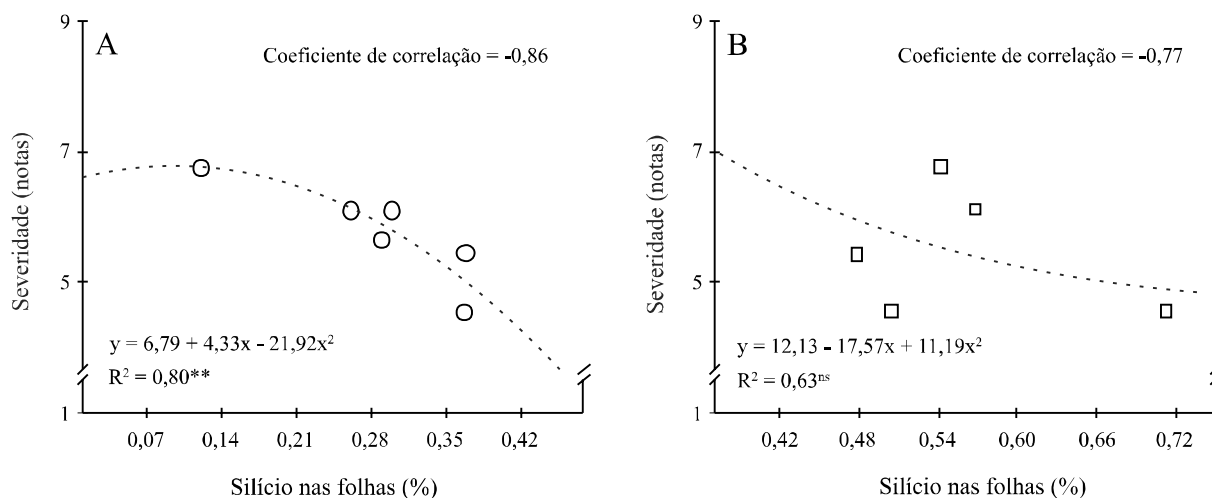 A
Coeficiente de correlação = -0,86
Severidade (notas)
9
7
5
1
y = 6,79 + 4,33x - 21,92x²
R² = 0,80**
0,07 0,14 0,21 0,28 0,35 0,42
Silício nas folhas (%)
B
Coeficiente de correlação = -0,77
Severidade (notas)
9
7
5
1
y = 12,13 - 17,57x + 11,19x²
R² = 0,63ⁿˢ
0,42 0,48 0,54 0,60 0,66 0,72
Silício nas folhas (%)